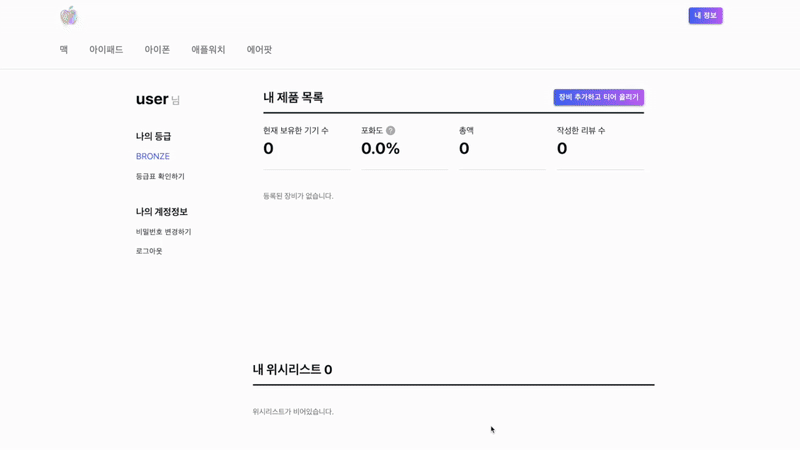 내 정보
맥
아이패드
아이폰
애플워치
에어팟
user 님
나의 등급
BRONZE
등급표 확인하기
나의 계정정보
비밀번호 변경하기
로그아웃
내 제품 목록
장비 추가하고 티어 올리기
현재 보유한 기기 수
0
포화도 ?
0.0%
총액
0
작성한 리뷰 수
0
등록된 장비가 없습니다.
내 위시리스트 0
위시리스트가 비어있습니다.